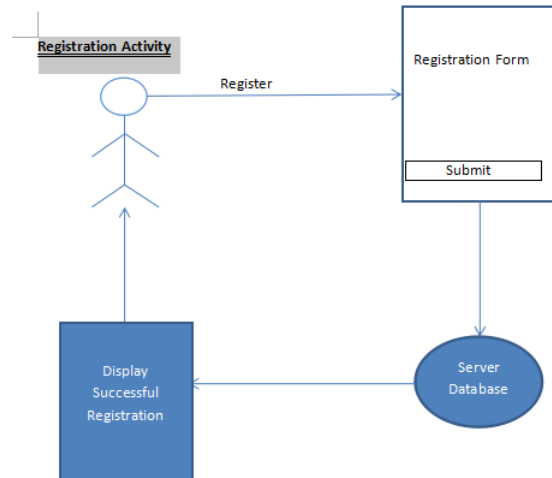 Registration Activity
Register
Registration Form
Submit
Server
Database
Display
Successful
Registration